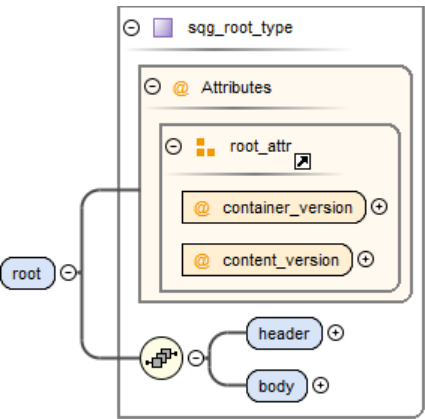 sqg_root_type
@ Attributes
root_attr
@ container_version
@ content_version
root
header
body